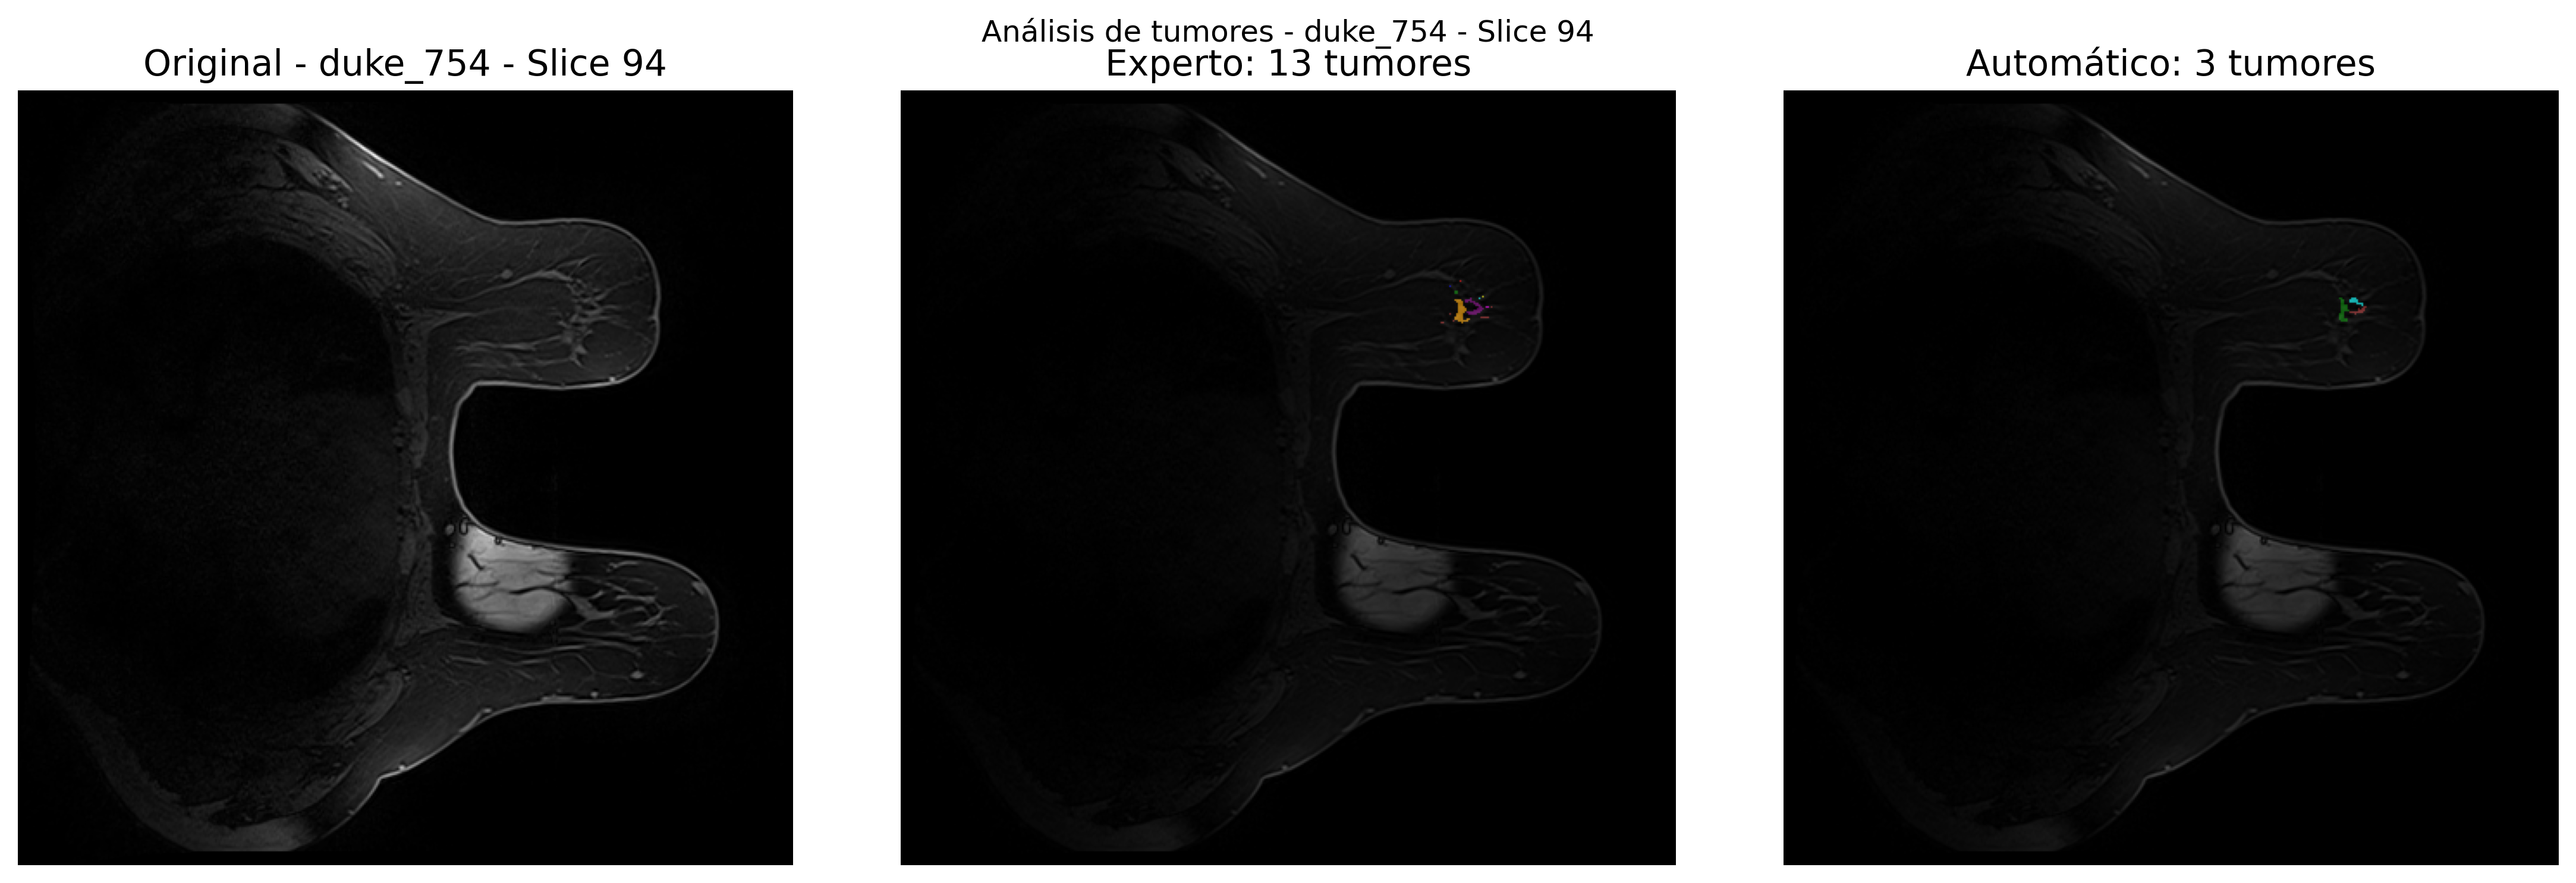 Análisis de tumores - duke_754 - Slice 94
Original - duke_754 - Slice 94
Experto: 13 tumores
Automático: 3 tumores